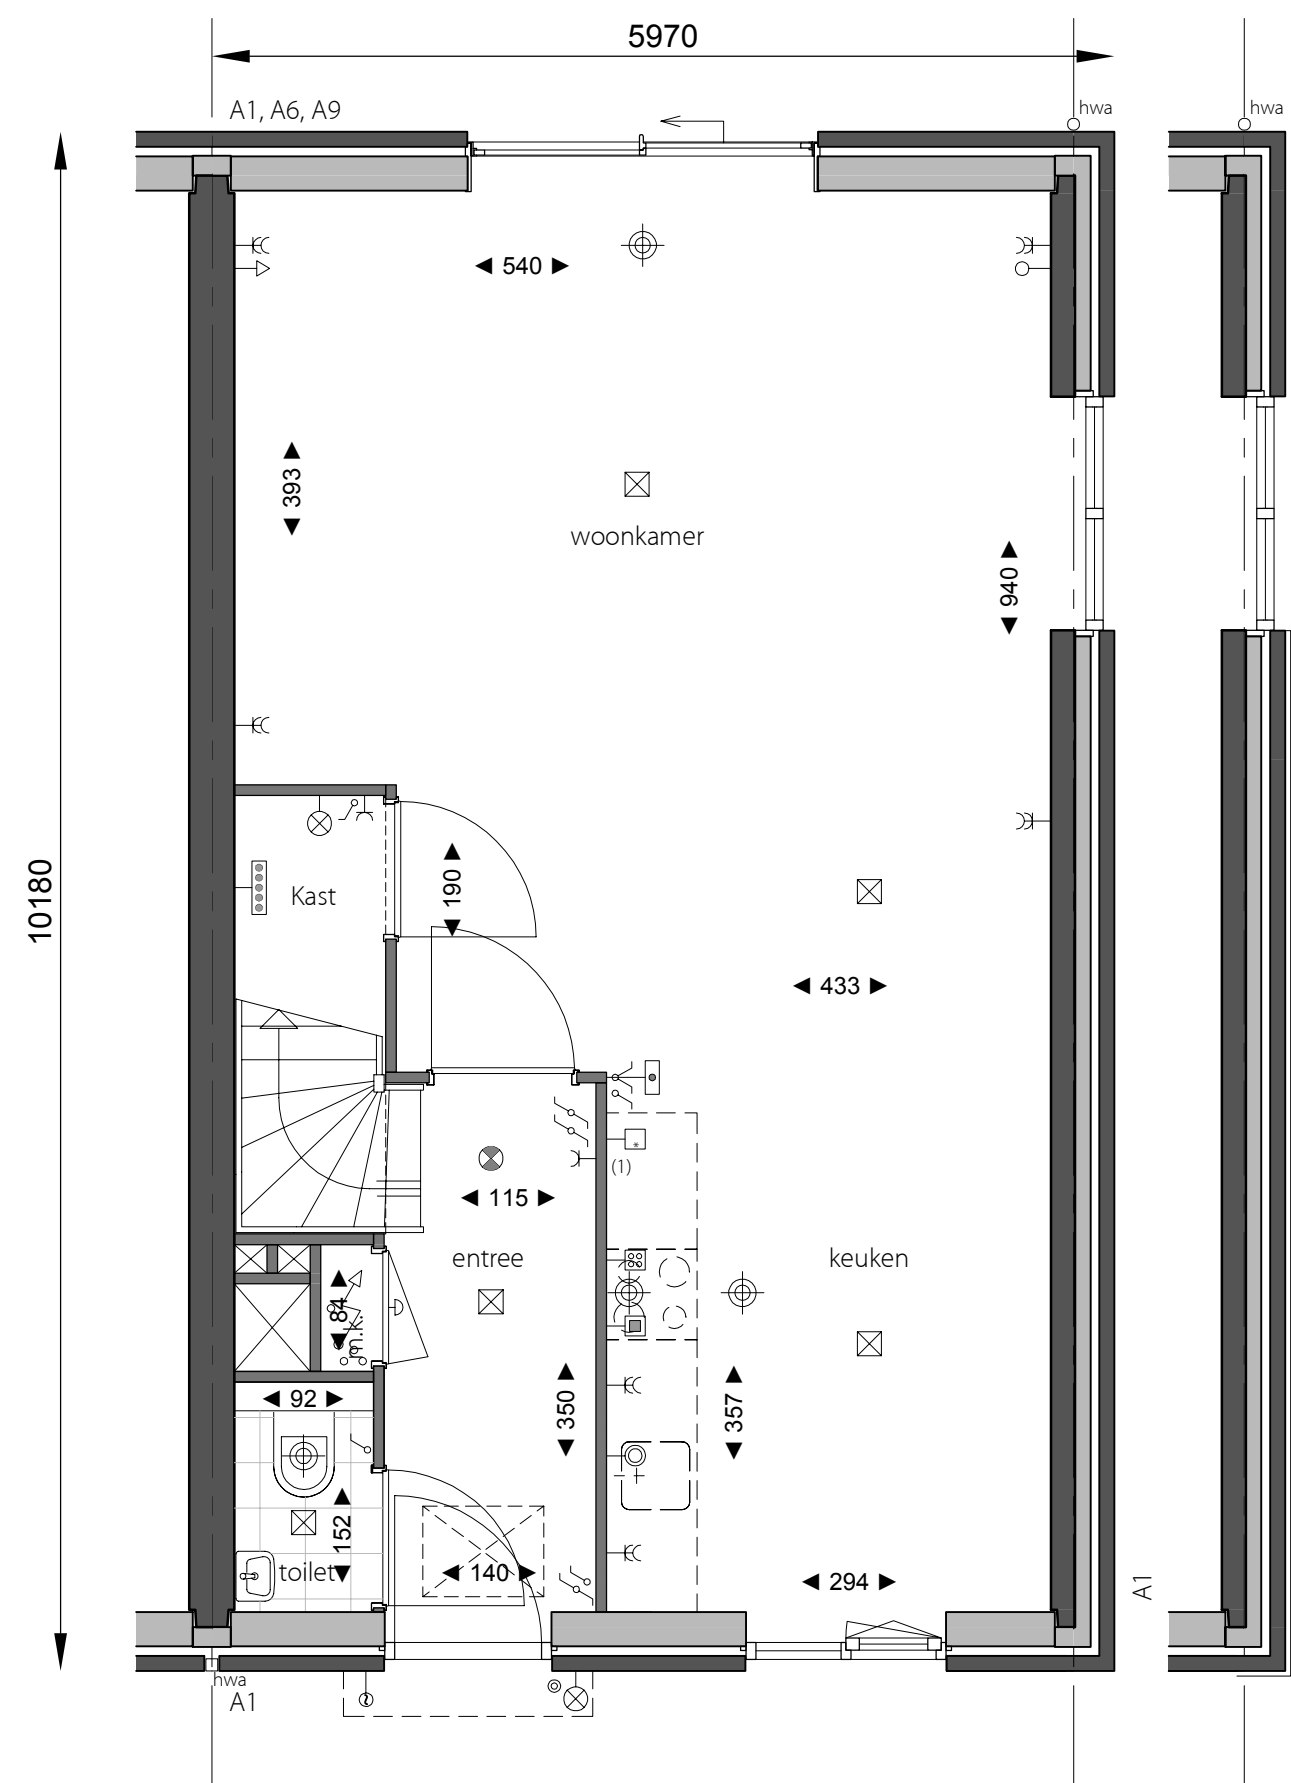 5970
A1, A6, A9
hwa
hwa
540
393
woonkamer
940
10180
190
Kast
433
*
(1)
115
entree
keuken
84
m.k.
92
350
357
152
toilet
140
294
A1
hwa
A1